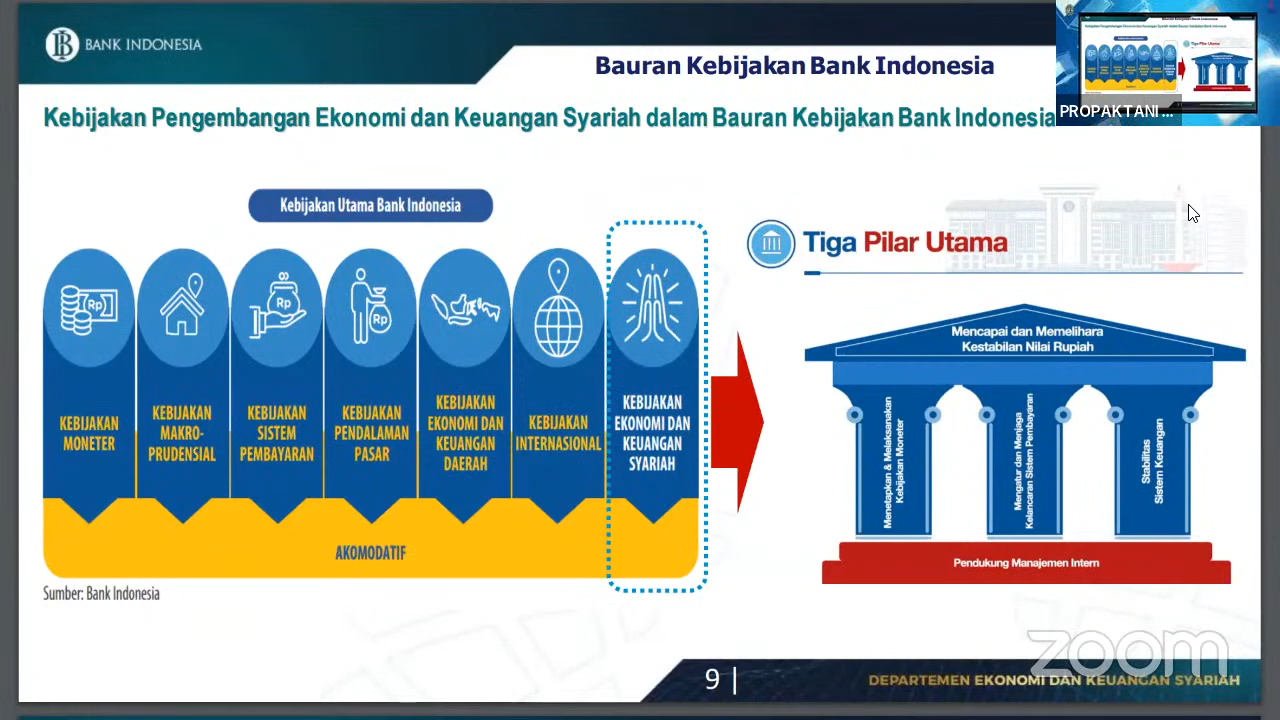 BANK INDONESIA
Bauran Kebijakan Bank Indonesia
PROPAKTANI ...
Kebijakan Pengembangan Ekonomi dan Keuangan Syariah dalam Bauran Kebijakan Bank Indonesia
Kebijakan Utama Bank Indonesia
Rp
Rp
Rp
KEBIJAKAN
MONETER
KEBIJAKAN
MAKRO-
PRUDENSIAL
KEBIJAKAN
SISTEM
PEMBAYARAN
KEBIJAKAN
PENDALAMAN
PASAR
KEBIJAKAN
EKONOMI DAN
KEUANGAN
DAERAH
KEBIJAKAN
INTERNASIONAL
KEBIJAKAN
EKONOMI DAN
KEUANGAN
SYARIAH
AKOMODATIF
Sumber: Bank Indonesia
Tiga Pilar Utama
Mencapai dan Memelihara
Kestabilan Nilai Rupiah
Menetapkan & Melaksanakan
Kebijakan Moneter
Mengatur dan Menjaga
Kelancaran Sistem Pembayaran
Stabilitas
Sistem Keuangan
Pendukung Manajemen Intern
zoom
9 |
DEPARTEMEN EKONOMI DAN KEUANGAN SYARIAH